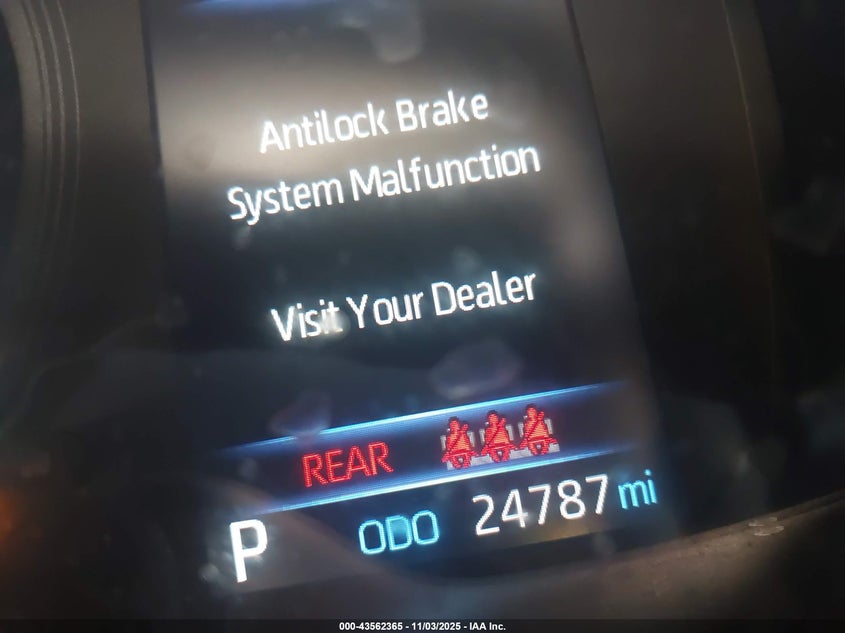 Antilock Brake
System Malfunction
Visit Your Dealer
REAR
P ODO 24787 mi
000-43562365 - 11/03/2025 - IAA Inc.